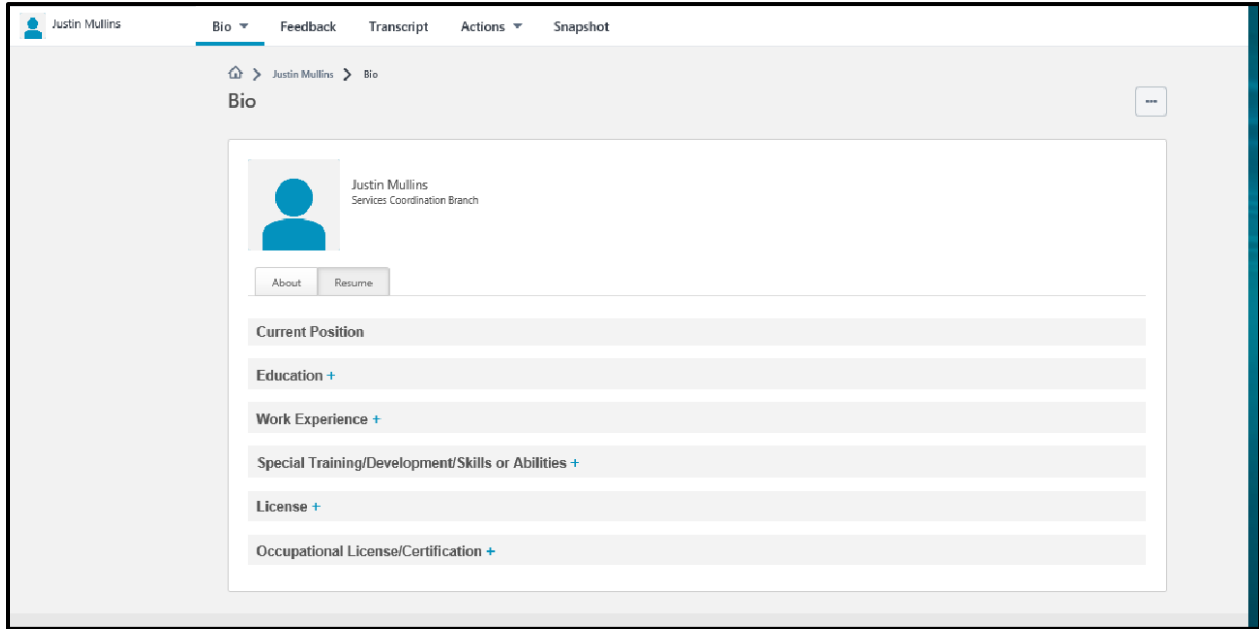 Justin Mullins
Bio Feedback Transcript Actions Snapshot
Justin Mullins Bio
Bio
Justin Mullins
Services Coordination Branch
About Resume
Current Position
Education +
Work Experience +
Special Training/Development/Skills or Abilities +
License +
Occupational License/Certification +